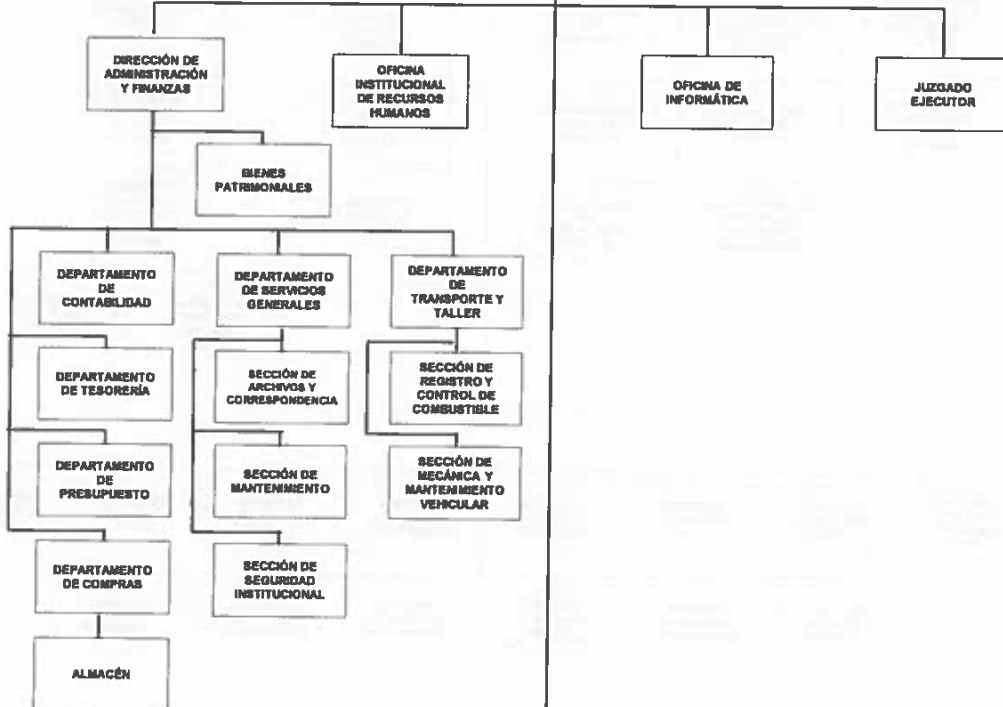 DIRECCIÓN DE
ADMINISTRACIÓN
Y FINANZAS
OFICINA
INSTITUCIONAL
DE RECURSOS
HUMANOS
OFICINA DE
INFORMÁTICA
JUZGADO
EJECUTOR
BIENES
PATRIMONIALES
DEPARTAMENTO
DE
CONTABILIDAD
DEPARTAMENTO
DE SERVICIOS
GENERALES
DEPARTAMENTO
DE
TRANSPORTE Y
TALLER
DEPARTAMENTO
DE TESORERÍA
SECCIÓN DE
ARCHIVOS Y
CORRESPONDENCIA
SECCIÓN DE
REGISTRO Y
CONTROL DE
COMBUSTIBLE
DEPARTAMENTO
DE
PRESUPUESTO
SECCIÓN DE
MANTENIMIENTO
SECCIÓN DE
MECÁNICA Y
MANTENIMIENTO
VEHICULAR
DEPARTAMENTO
DE COMPRAS
SECCIÓN DE
SEGURIDAD
INSTITUCIONAL
ALMACÉN